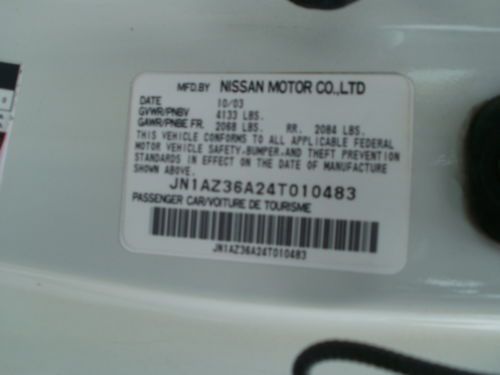 MFD.BY NISSAN MOTOR CO.,LTD
DATE 10/03
GVWR/PNBV 4133 LBS.
GAWR/PNBE FR. 2068 LBS. RR. 2084 LBS.
THIS VEHICLE CONFORMS TO ALL APPLICABLE FEDERAL
MOTOR VEHICLE SAFETY-BUMPER-AND THEFT PREVENTION
STANDARDS IN EFFECT ON THE DATE OF MANUFACTURE
SHOWN ABOVE.
JN1AZ36A24T010483
PASSENGER CAR/VOITURE DE TOURISME
JN1AZ36A24T010483